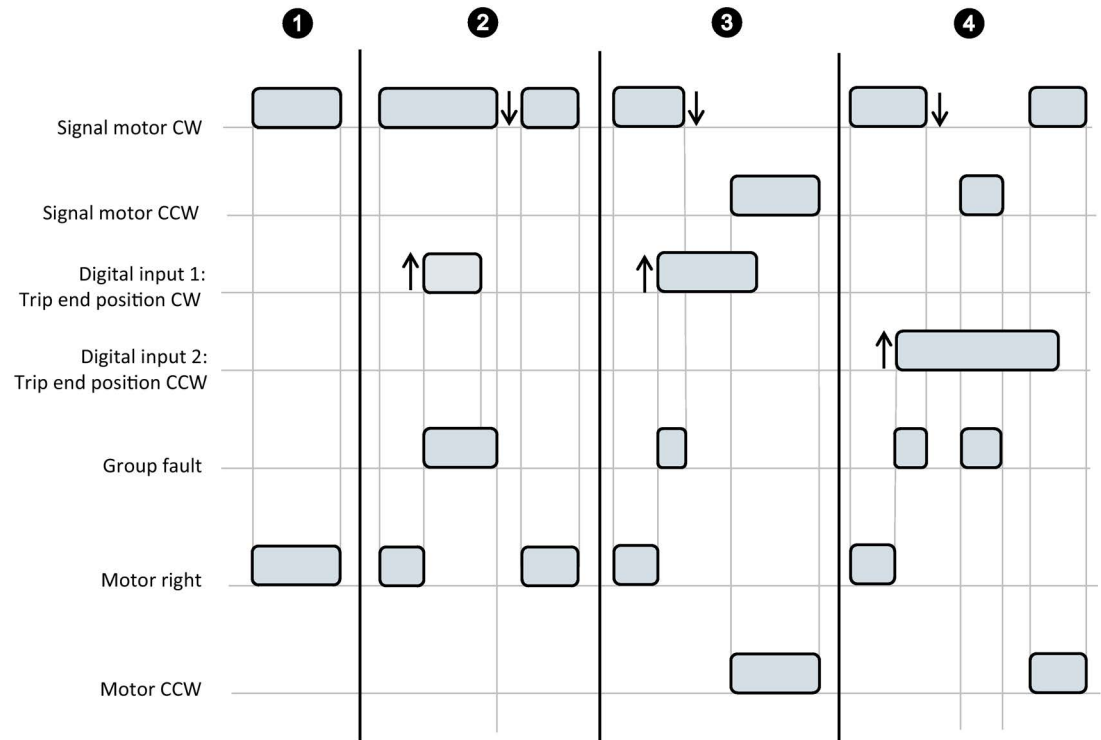 1 2 3 4
Signal motor CW
Signal motor CCW
Digital input 1:
Trip end position CW
Digital input 2:
Trip end position CCW
Group fault
Motor right
Motor CCW